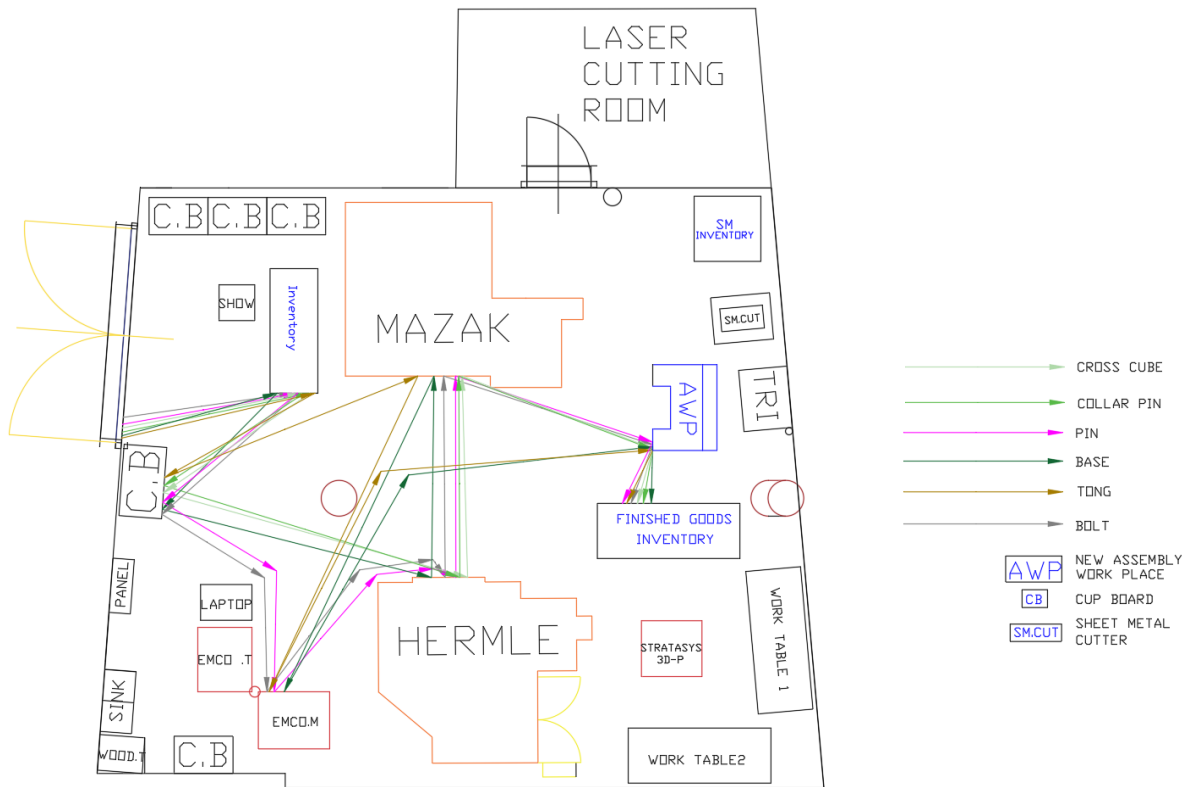 LASER
CUTTING
ROOM
C.B
C.B
C.B
SM
INVENTORY
SHOW
Inventory
MAZAK
SM.CUT
AWP
TRI
C.B
FINISHED GOODS
INVENTORY
PANEL
LAPTOP
HERMLE
WORK TABLE 1
EMCO .T
STRATASYS
3D-P
SINK
EMCO.M
WOOD.T
C.B
WORK TABLE2
CROSS CUBE
COLLAR PIN
PIN
BASE
TONG
BOLT
AWP
NEW ASSEMBLY
WORK PLACE
CB
CUP BOARD
SM.CUT
SHEET METAL
CUTTER